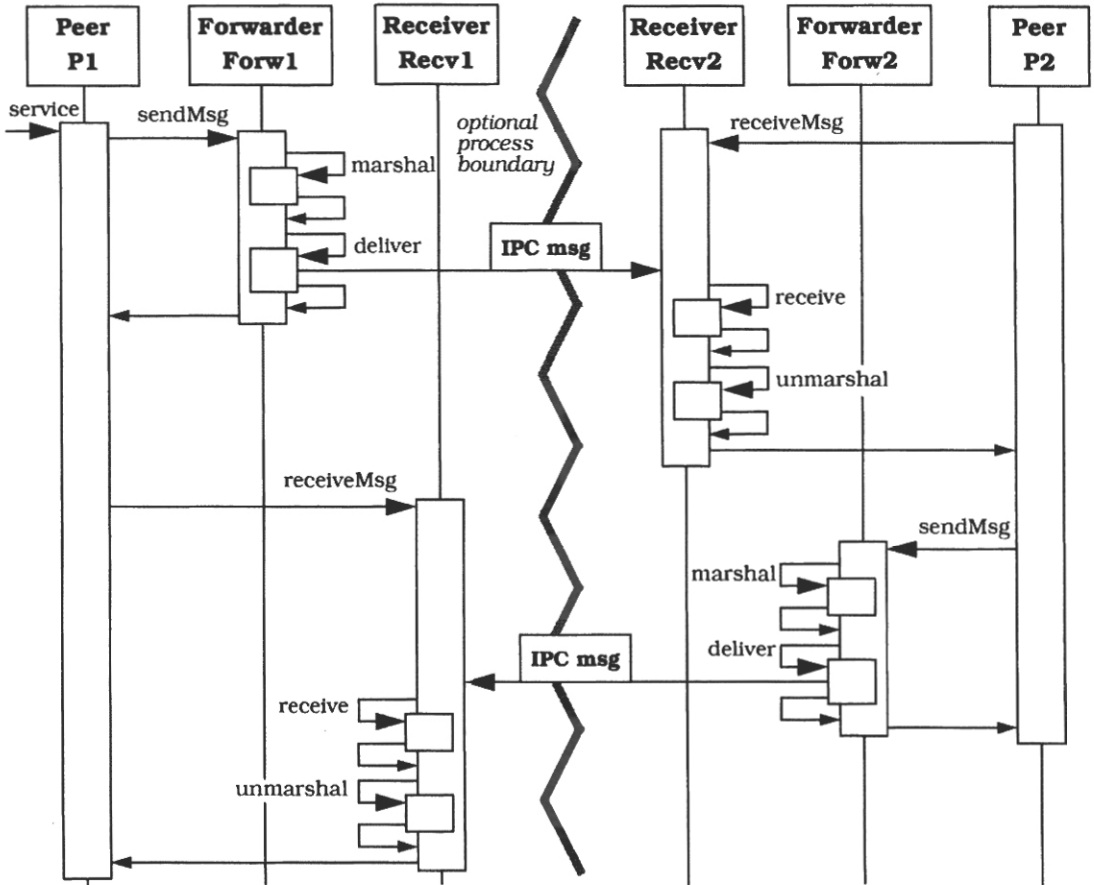 Peer
P1
Forwarder
Forw1
Receiver
Recv1
Receiver
Recv2
Forwarder
Forw2
Peer
P2
service
sendMsg
optional
process
boundary
receiveMsg
marshal
deliver
IPC msg
receive
unmarshal
receiveMsg
sendMsg
marshal
deliver
IPC msg
receive
unmarshal